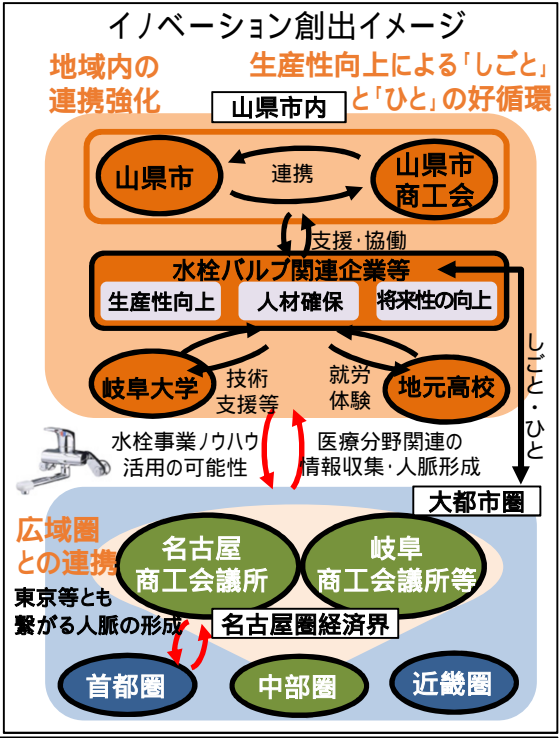 イノベーション創出イメージ
地域内の
連携強化
生産性向上による「しごと」
と「ひと」の好循環
山県市内
山県市
連携
山県市
商工会
支援・協働
水栓バルブ関連企業等
生産性向上
人材確保
将来性の向上
岐阜大学
技術
支援等
就労
体験
地元高校
しごと・ひと
水栓事業ノウハウ
活用の可能性
医療分野関連の
情報収集・人脈形成
大都市圏
広域圏
との連携
名古屋
商工会議所
岐阜
商工会議所等
東京等とも
繋がる人脈の形成
名古屋圏経済界
首都圏
中部圏
近畿圏